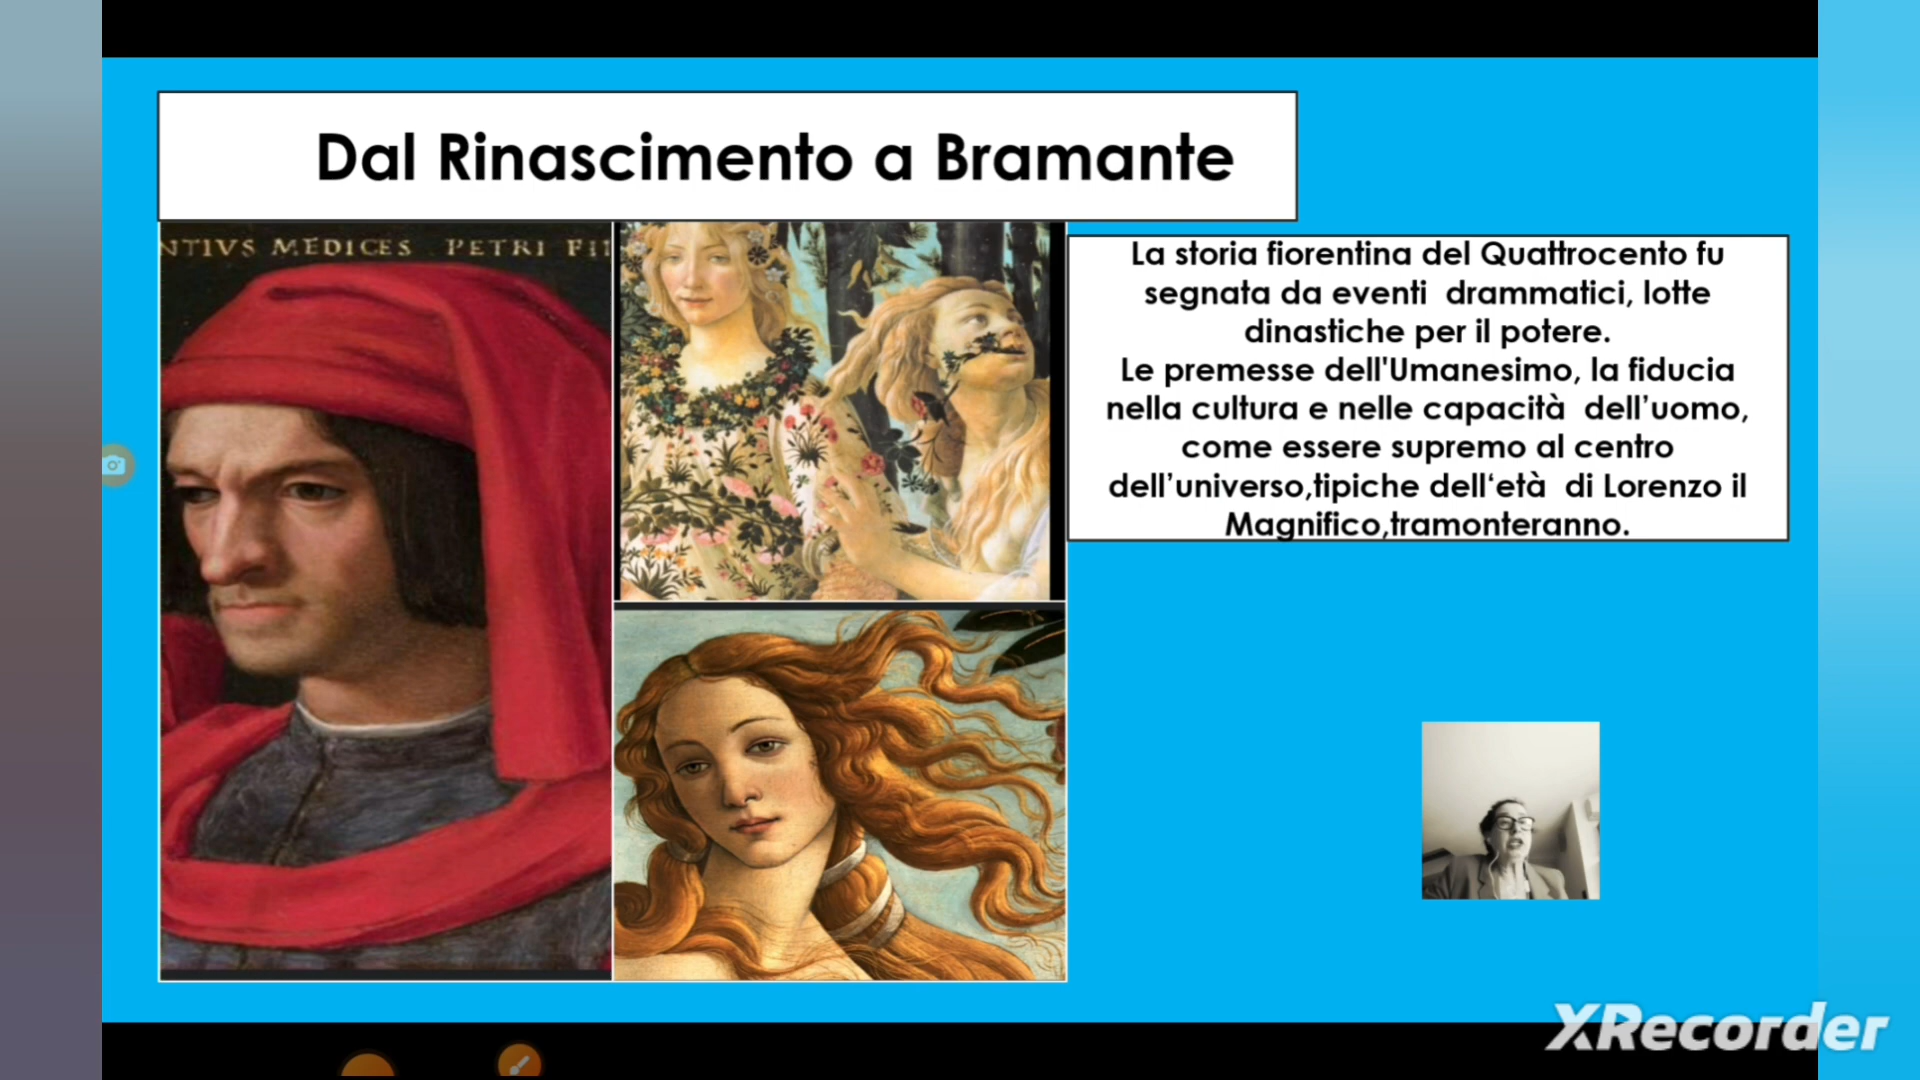 Dal Rinascimento a Bramante
NTIVS MEDICES PETRI FI
La storia fiorentina del Quattrocento fu
segnata da eventi  drammatici, lotte
dinastiche per il potere.
Le premesse dell'Umanesimo, la fiducia
nella cultura e nelle capacità  dell’uomo,
come essere supremo al centro
dell’universo,tipiche dell‘età  di Lorenzo il
Magnifico,tramonteranno.
XRecorder